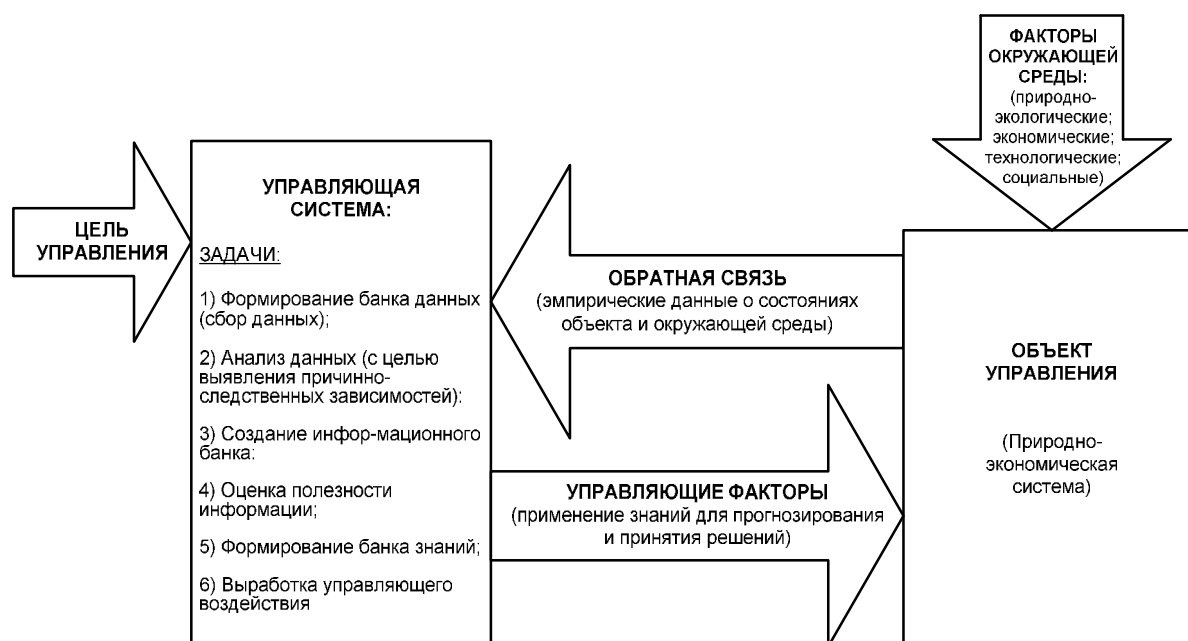 ЦЕЛЬ
УПРАВЛЕНИЯ
УПРАВЛЯЮЩАЯ
СИСТЕМА:
ЗАДАЧИ:
1) Формирование банка данных
(сбор данных);
2) Анализ данных (с целью
выявления причинно-
следственных зависимостей):
3) Создание инфор-мационного
банка:
4) Оценка полезности
информации;
5) Формирование банка знаний;
6) Выработка управляющего
воздействия
ОБРАТНАЯ СВЯЗЬ
(эмпирические данные о состояниях
объекта и окружающей среды)
УПРАВЛЯЮЩИЕ ФАКТОРЫ
(применение знаний для прогнозирования
и принятия решений)
ФАКТОРЫ
ОКРУЖАЮЩЕЙ
СРЕДЫ:
(природно-
экологические;
экономические;
технологические;
социальные)
ОБЪЕКТ
УПРАВЛЕНИЯ
(Природно-
экономическая
система)